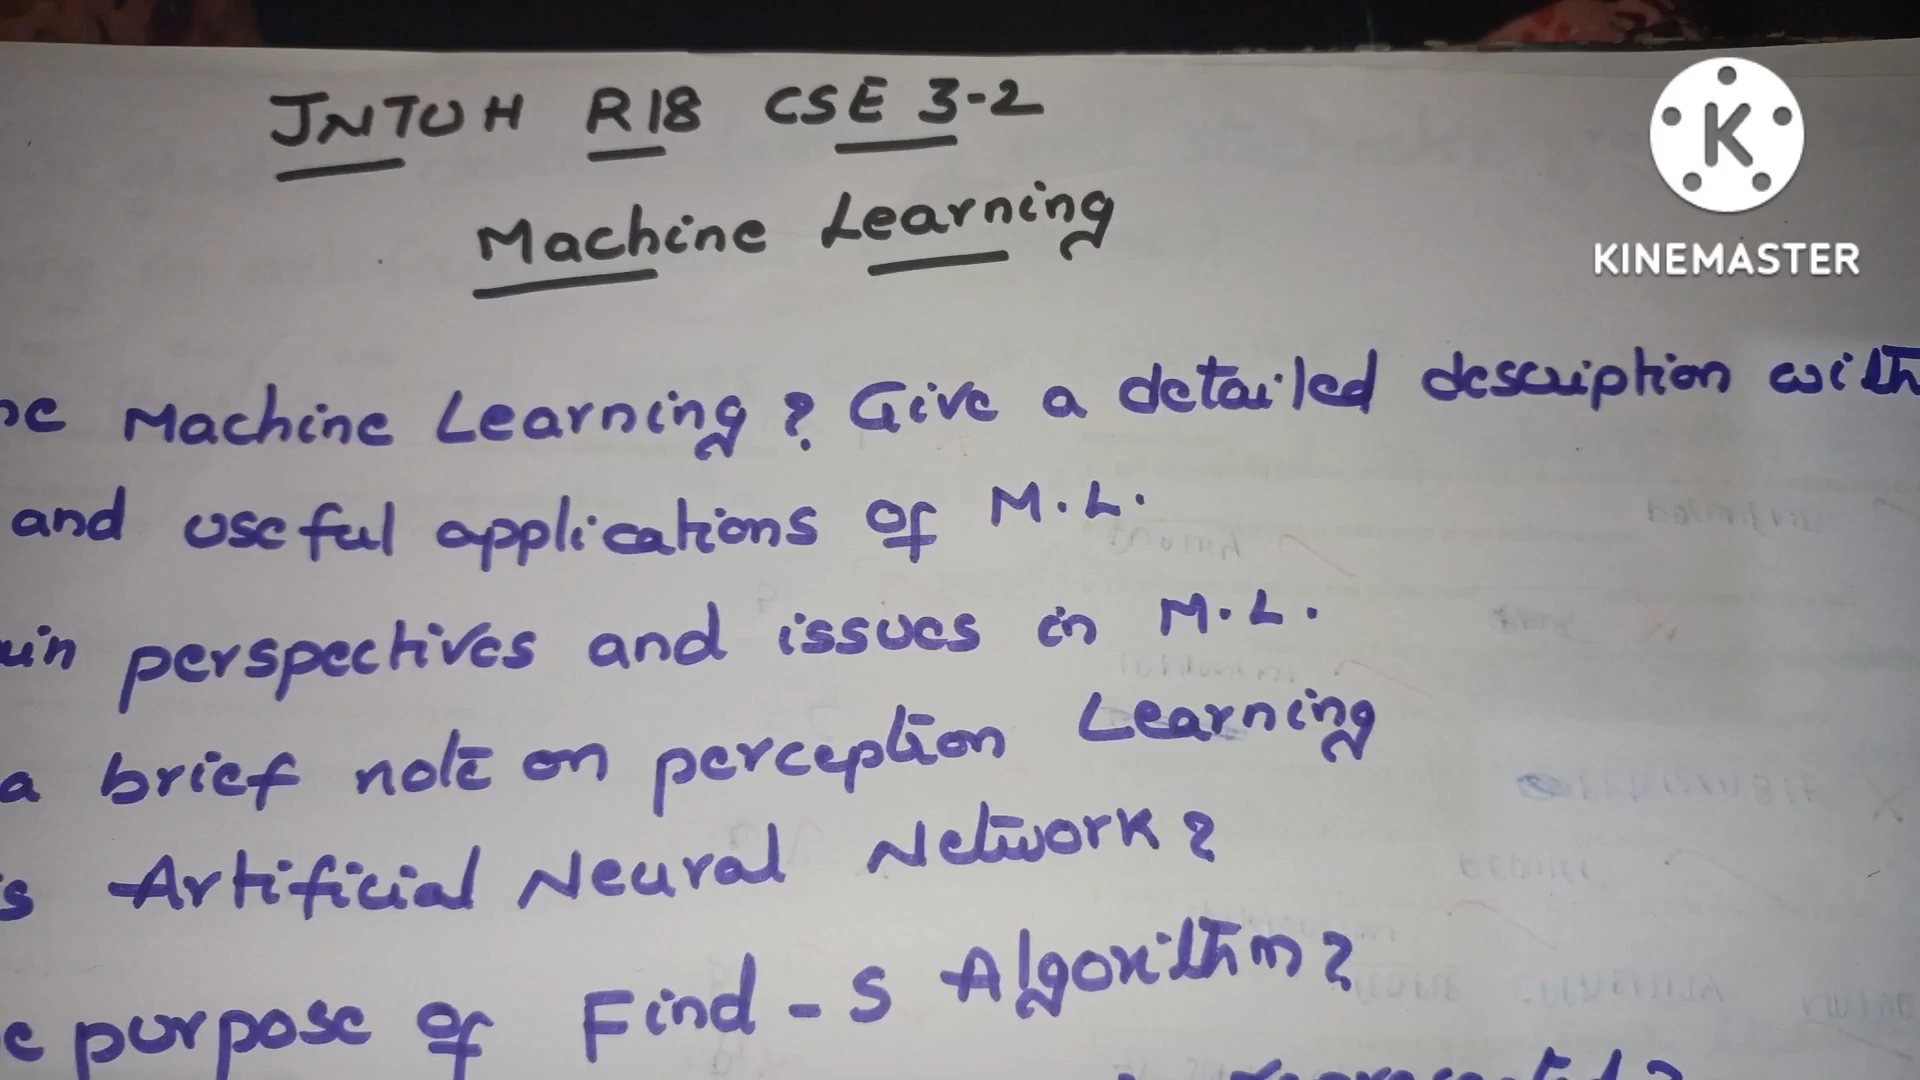 JNTUH R18 CSE 3-2
K
KINEMASTER
Machine Learning
Machine Learning? Give a detailed description with
and useful applications of M.L.
perspectives and issues in M.L.
a brief note on perception Learning
s Artificial Neural Network?
purpose of Find-S Algorithm?